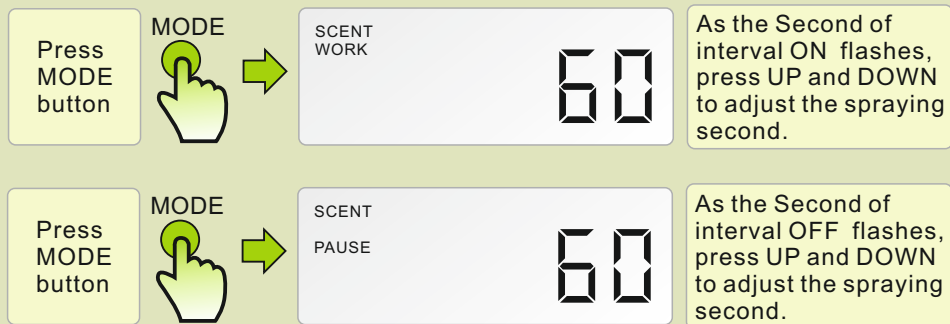 Press
MODE
button
MODE
SCENT
WORK
60
As the Second of
interval ON flashes,
press UP and DOWN
to adjust the spraying
second.
Press
MODE
button
MODE
SCENT
PAUSE
60
As the Second of
interval OFF flashes,
press UP and DOWN
to adjust the spraying
second.